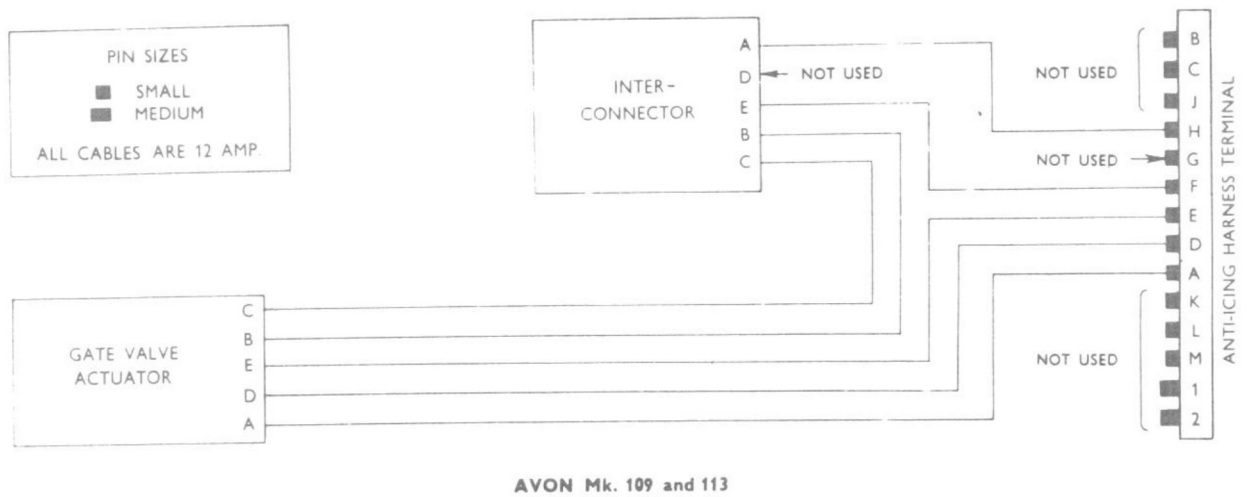 PIN SIZES
SMALL
MEDIUM
ALL CABLES ARE 12 AMP.
INTER-
CONNECTOR
A
D
E
B
C
NOT USED
GATE VALVE
ACTUATOR
C
B
E
D
A
NOT USED
NOT USED
NOT USED
B
C
J
H
G
F
E
D
A
K
L
M
1
2
ANTI-ICING HARNESS TERMINAL
AVON Mk. 109 and 113